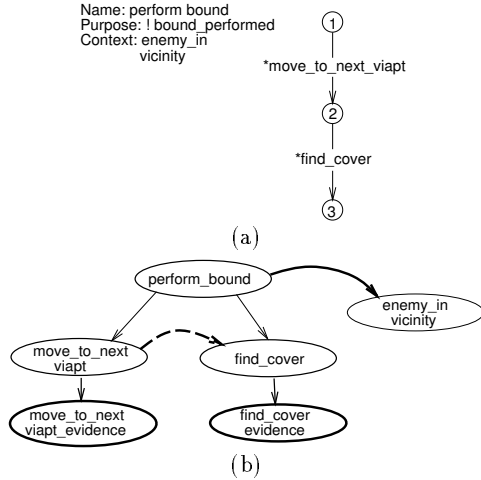 Name: perform bound
Purpose: ! bound_performed
Context: enemy_in
vicinity
1
*move_to_next_viapt
2
*find_cover
3
(a)
perform_bound
enemy_in
vicinity
move_to_next
viapt
find_cover
move_to_next
viapt_evidence
find_cover
evidence
(b)